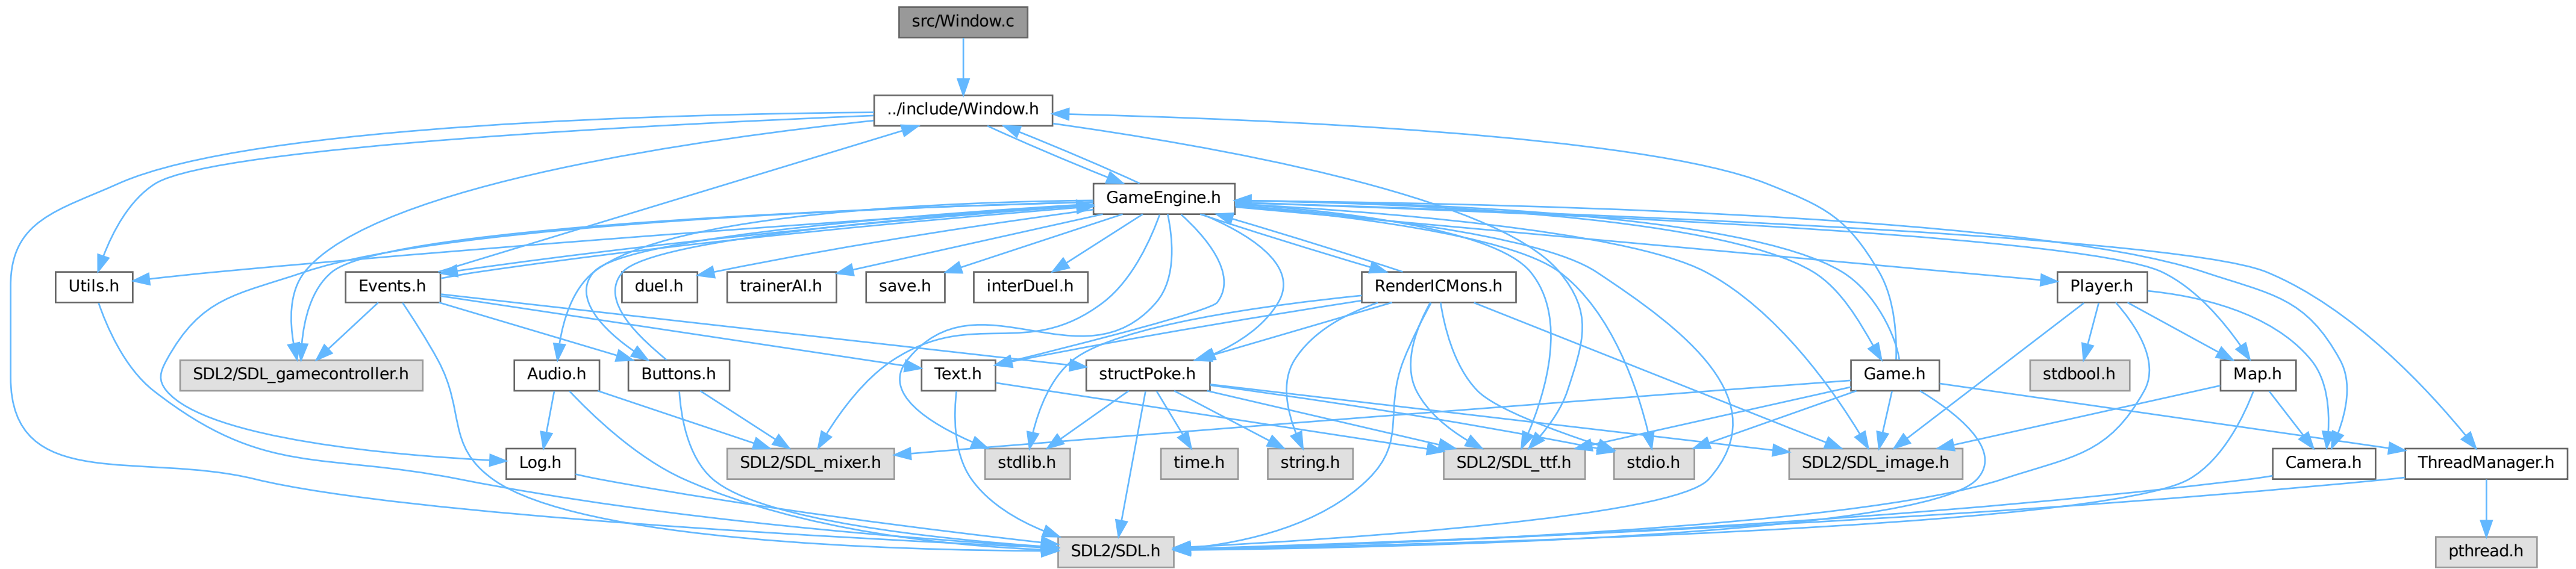 src/Window.c
../include/Window.h
GameEngine.h
Utils.h
Events.h
duel.h
trainerAI.h
save.h
interDuel.h
RenderICMons.h
Player.h
SDL2/SDL_gamecontroller.h
Audio.h
Buttons.h
Text.h
structPoke.h
Game.h
stdbool.h
Map.h
Log.h
SDL2/SDL_mixer.h
stdlib.h
time.h
string.h
SDL2/SDL_ttf.h
stdio.h
SDL2/SDL_image.h
Camera.h
ThreadManager.h
SDL2/SDL.h
pthread.h